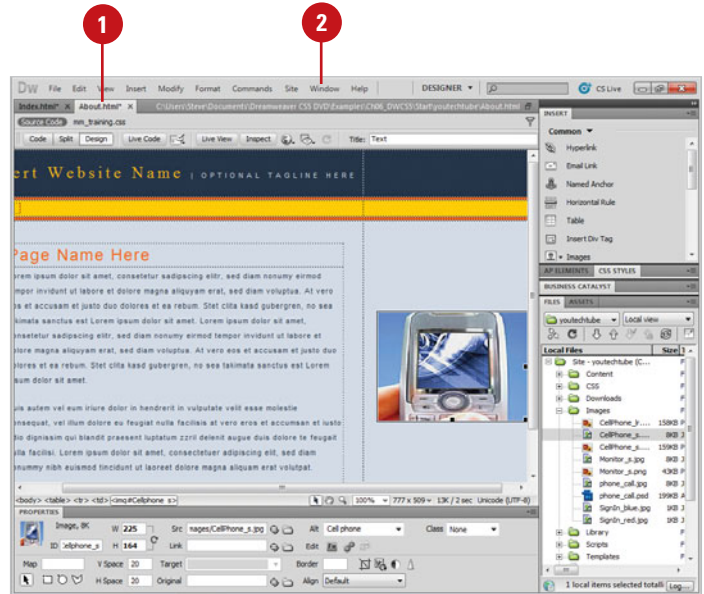 1
2
DW File Edit View Insert Modify Format Commands Site Window Help DESIGNER CS Live
Index.html* x About.html* x C:\Users\Steve\Documents\Dreamweaver CS5 DVD\Examples\CH06_DWCS5\Start\youtechtube\About.html
Source Code mm_training.css
Code Split Design Live Code Live View Inspect Title: Text
ert Website Name | OPTIONAL TAGLINE HERE
Page Name Here
orem ipsum dolor sit amet, consetetur sadipscing elitr, sed diam nonumy eirmod
mpor invidunt ut labore et dolore magna aliquyam erat, sed diam voluptua. At vero
os et accusam et justo duo dolores et ea rebum. Stet clita kasd gubergren, no sea
kimata sanctus est Lorem ipsum dolor sit amet. Lorem ipsum dolor sit amet,
onsetetur sadipscing elitr, sed diam nonumy eirmod tempor invidunt ut labore et
olore magna aliquyam erat, sed diam voluptua. At vero eos et accusam et justo duo
olores et ea rebum. Stet clita kasd gubergren, no sea takimata sanctus est Lorem
sum dolor sit amet.
uis autem vel eum iriure dolor in hendrerit in vulputate velit esse molestie
onsequat, vel illum dolore eu feugiat nulla facilisis at vero eros et accumsan et iusto
dio dignissim qui blandit praesent luptatum zzril delenit augue duis dolore te feugait
ulla facilisi. Lorem ipsum dolor sit amet, consectetuer adipiscing elit, sed diam
onummy nibh euismod tincidunt ut laoreet dolore magna aliquam erat volutpat.
<body> <table> <tr> <td> <img#Cellphone_s> 100% 777 x 509 13K / 2 sec Unicode (UTF-8)
PROPERTIES
Image, 8K W 225 Src mages/CellPhone_s.jpg Alt Cell phone Class None
ID Cellphone_s H 164 Link Edit
Map V Space 20 Target Border
H Space 20 Original Align Default
INSERT
Common
Hyperlink
Email Link
Named Anchor
Horizontal Rule
Table
Insert Div Tag
Images
AP ELEMENTS CSS STYLES
BUSINESS CATALYST
FILES ASSETS
youtechtube Local view
Local Files Size
Site - youtechtube (C...
Content
CSS
Downloads
Images
CellPhone_lr.... 158KB
CellPhone_s.... 8KB
CellPhone_s.... 159KB
Monitor_s.jpg 8KB
Monitor_s.png 43KB
phone_call.jpg 8KB
phone_call.psd 199KB
SignIn_blue.jpg 1KB
SignIn_red.jpg 1KB
Library
Scripts
Templates
1 local items selected totalli Log...